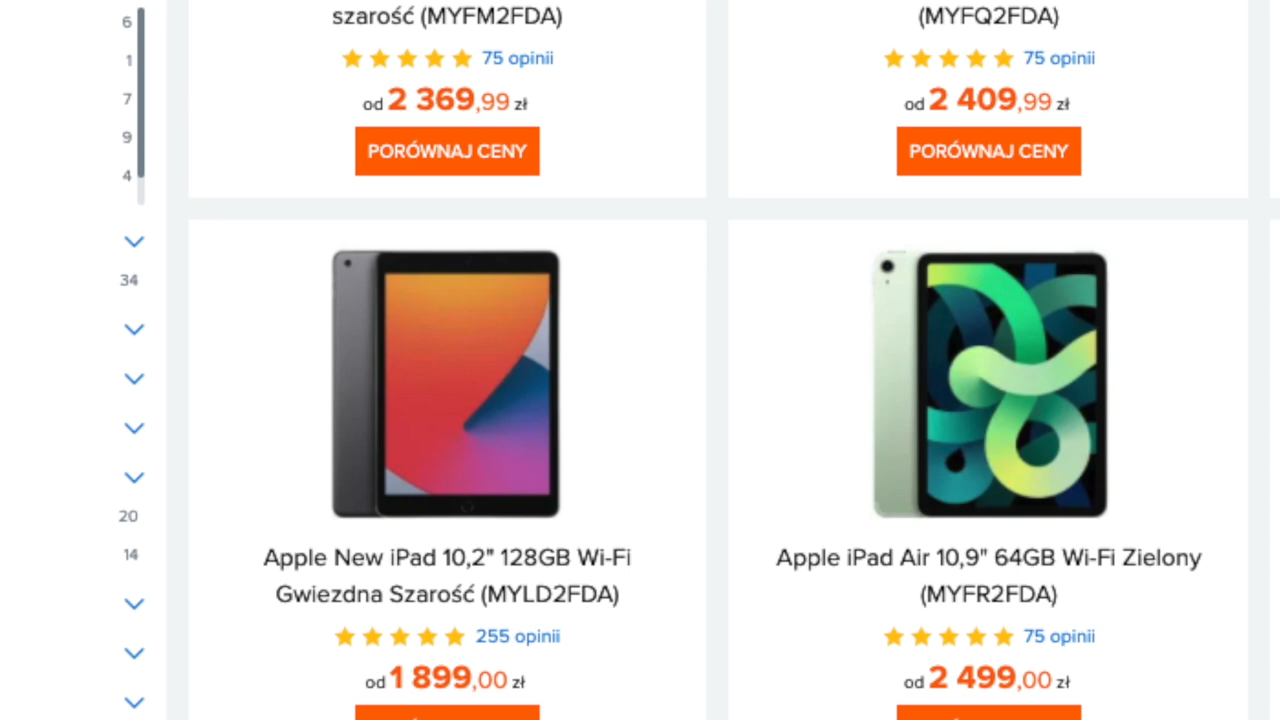 6
1
7
9
4
34
20
14
szarość (MYFM2FDA)
75 opinii
od 2 369,99 zł
PORÓWNAJ CENY
(MYFQ2FDA)
75 opinii
od 2 409,99 zł
PORÓWNAJ CENY
Apple New iPad 10,2" 128GB Wi-Fi
Gwiezdna Szarość (MYLD2FDA)
255 opinii
od 1 899,00 zł
Apple iPad Air 10,9" 64GB Wi-Fi Zielony
(MYFR2FDA)
75 opinii
od 2 499,00 zł